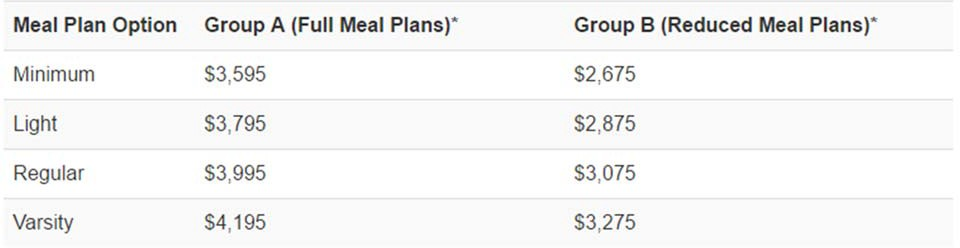 Meal Plan Option Group A (Full Meal Plans)* Group B (Reduced Meal Plans)*
Minimum $3,595 $2,675
Light $3,795 $2,875
Regular $3,995 $3,075
Varsity $4,195 $3,275